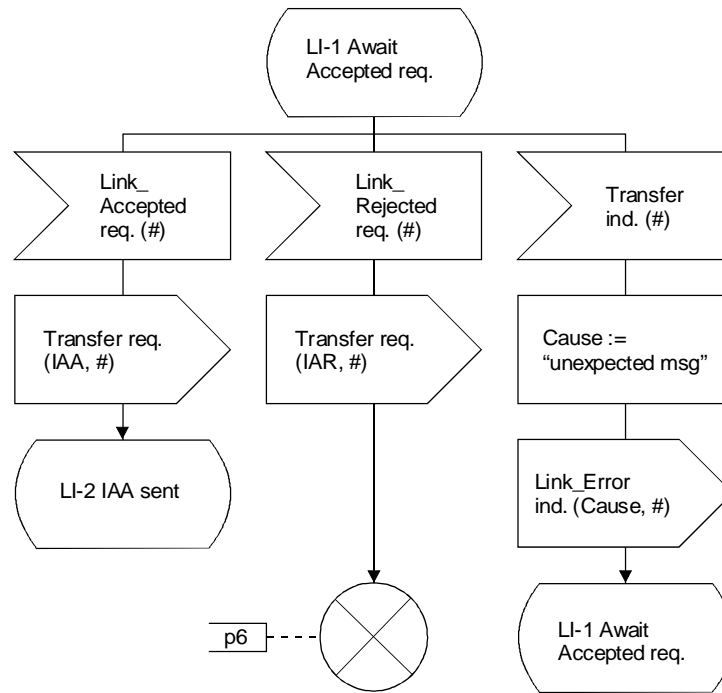 LI-1 Await
Accepted req.
Link_
Accepted
req. (#)
Link_
Rejected
req. (#)
Transfer
ind. (#)
Transfer req.
(IAA, #)
Transfer req.
(IAR, #)
Cause :=
“unexpected msg”
LI-2 IAA sent
Link_Error
ind. (Cause, #)
p6
LI-1 Await
Accepted req.